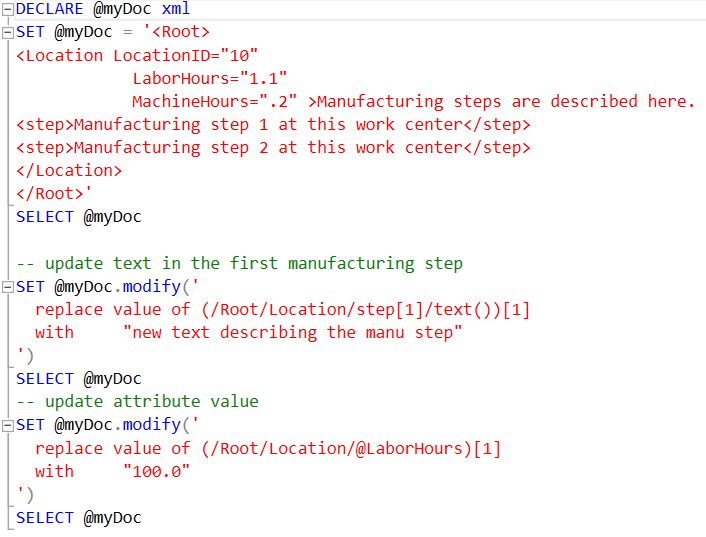 DECLARE @myDoc xml
SET @myDoc = '<Root>
<Location LocationID="10"
            LaborHours="1.1"
            MachineHours=".2" >Manufacturing steps are described here.
<step>Manufacturing step 1 at this work center</step>
<step>Manufacturing step 2 at this work center</step>
</Location>
</Root>'
SELECT @myDoc

-- update text in the first manufacturing step
SET @myDoc.modify('
  replace value of (/Root/Location/step[1]/text())[1]
  with     "new text describing the manu step"
')
SELECT @myDoc
-- update attribute value
SET @myDoc.modify('
  replace value of (/Root/Location/@LaborHours)[1]
  with     "100.0"
')
SELECT @myDoc